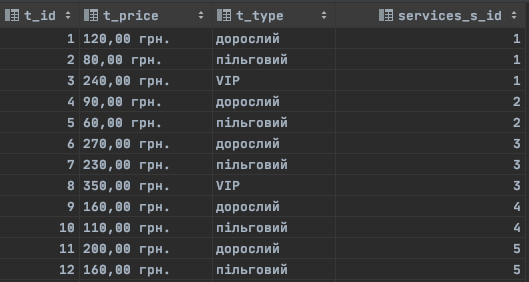 t_id t_price t_type services_s_id
1 120,00 грн. дорослий 1
2 80,00 грн. пільговий 1
3 240,00 грн. VIP 1
4 90,00 грн. дорослий 2
5 60,00 грн. пільговий 2
6 270,00 грн. дорослий 3
7 230,00 грн. пільговий 3
8 350,00 грн. VIP 3
9 160,00 грн. дорослий 4
10 110,00 грн. пільговий 4
11 200,00 грн. дорослий 5
12 160,00 грн. пільговий 5